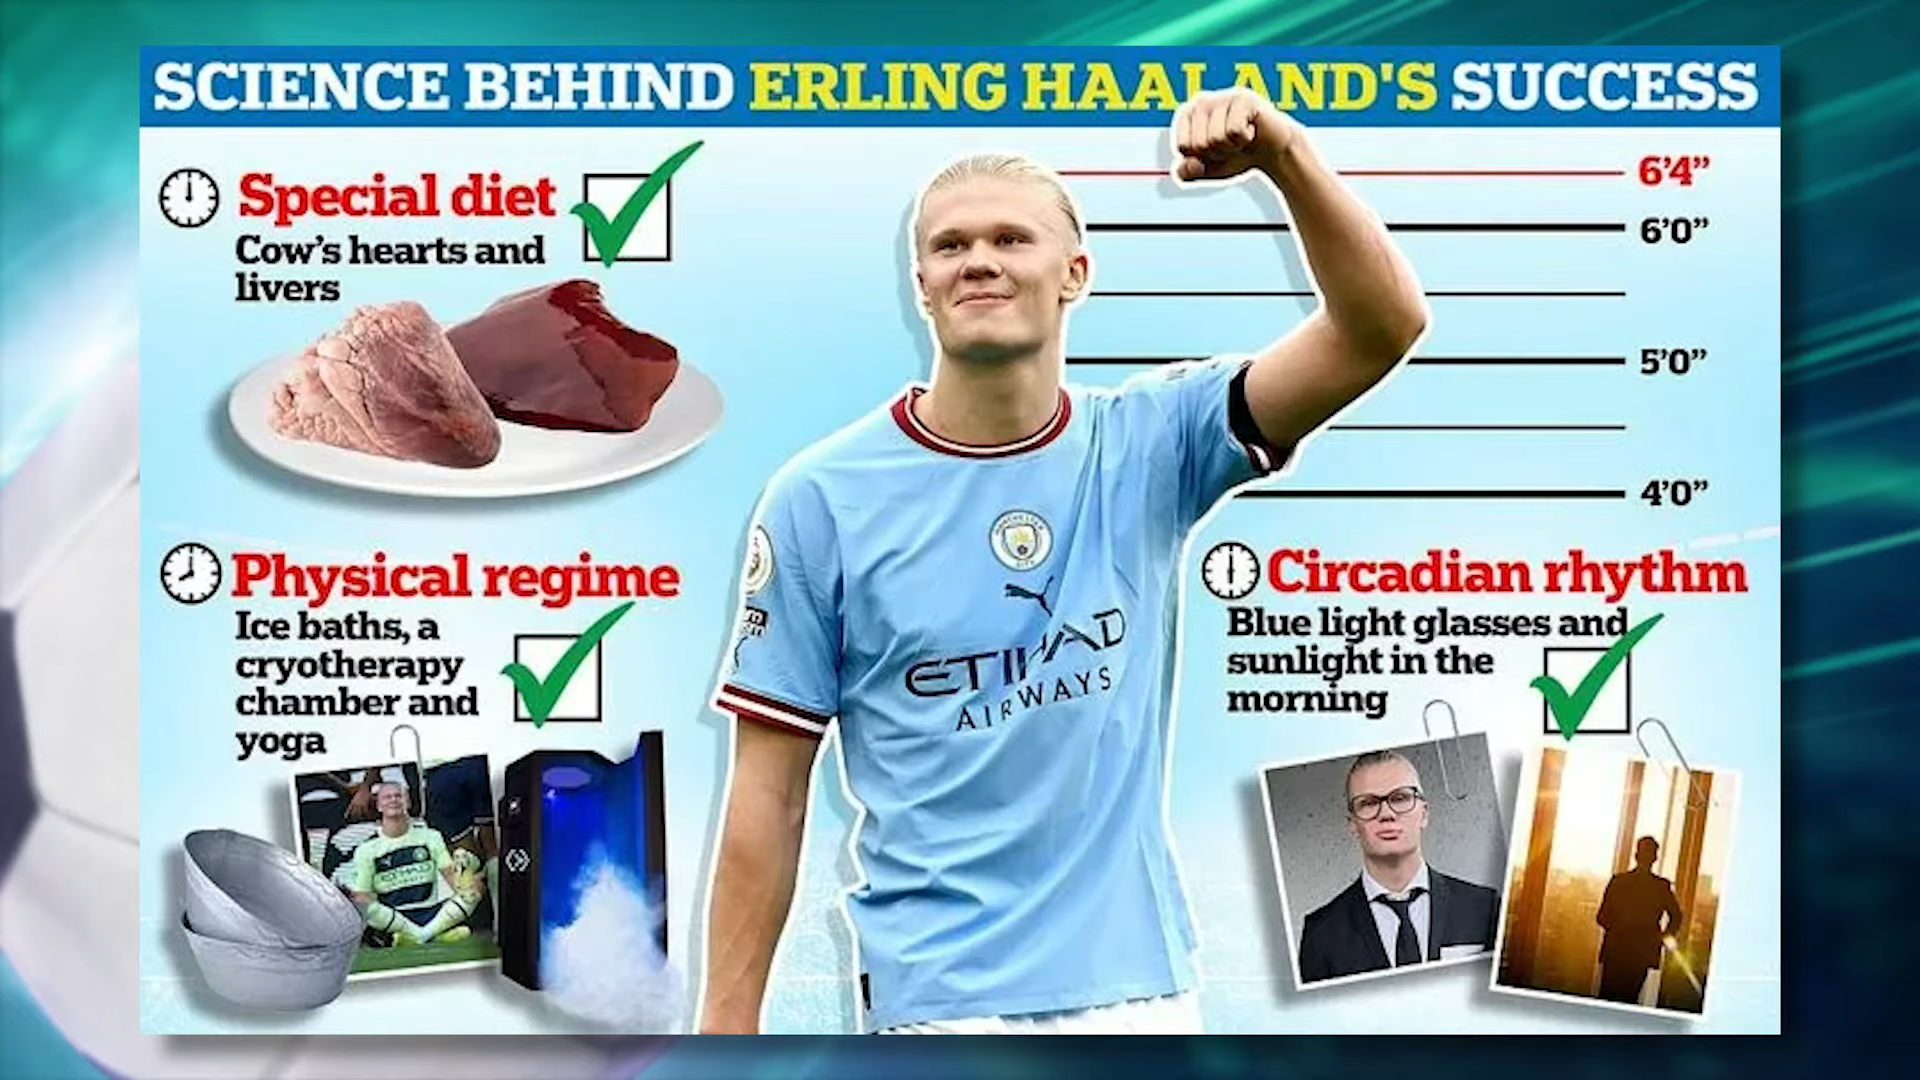 SCIENCE BEHIND ERLING HAALAND'S SUCCESS
Special diet
Cow's hearts and
livers
6'4"
6'0"
5'0"
4'0"
Physical regime
Ice baths, a
cryotherapy
chamber and
yoga
Circadian rhythm
Blue light glasses and
sunlight in the
morning
ETIHAD
AIRWAYS